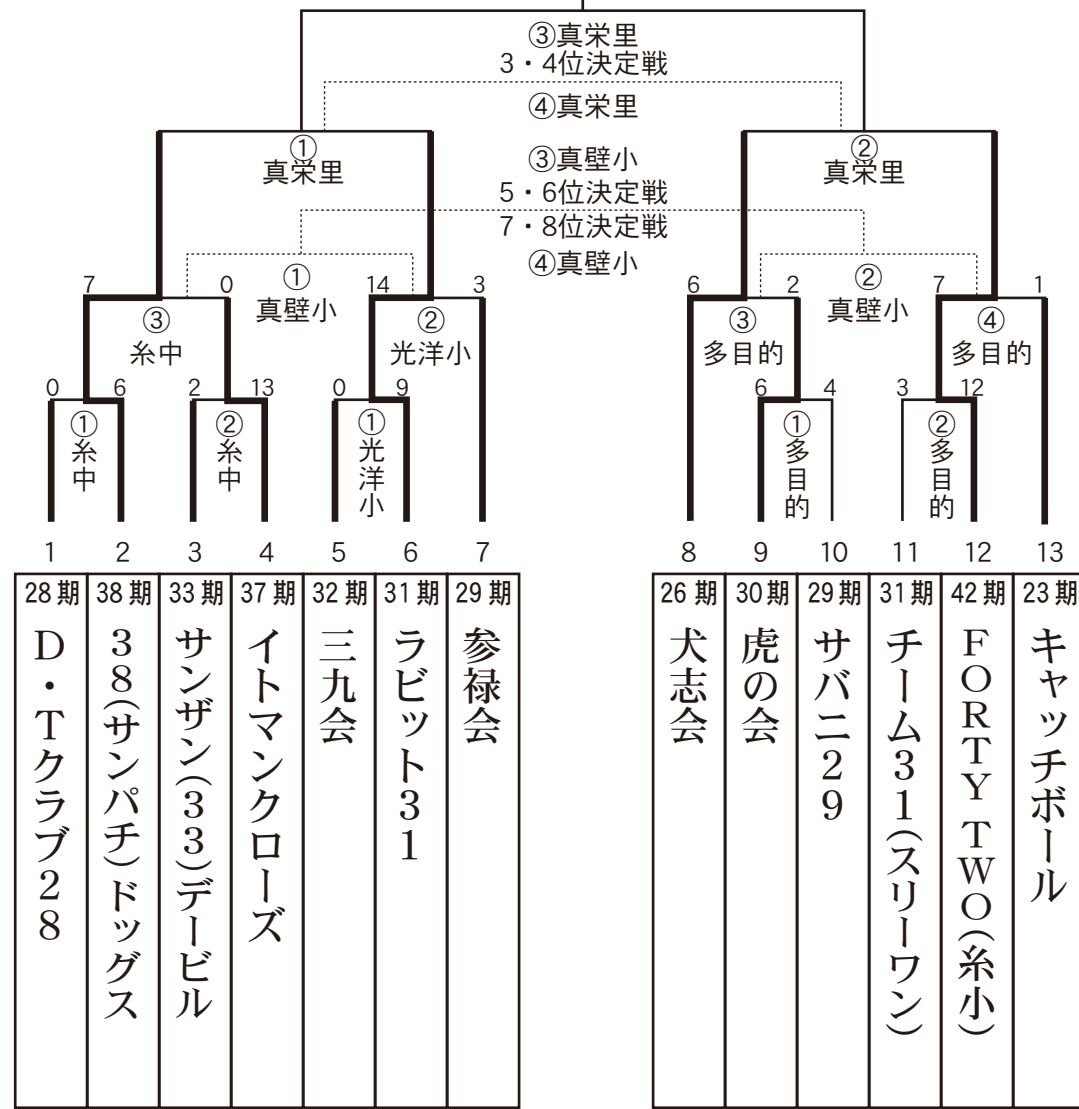 ③真栄里
3・4位決定戦
④真栄里
①
真栄里
②
真栄里
③真壁小
5・6位決定戦
7・8位決定戦
④真壁小
7
0
①
真壁小
14
3
6
2
②
真壁小
7
1
③
糸中
②
光洋小
③
多目的
④
多目的
0
6
2
13
0
9
6
4
3
12
①糸中
②糸中
①光洋小
①多目的
②多目的
1
2
3
4
5
6
7
8
9
10
11
12
13
28期
38期
33期
37期
32期
31期
29期
26期
30期
29期
31期
42期
23期
D・Tクラブ28
38(サンパチ)ドッグス
サンザン(33)デービル
イトマンクローズ
三九会
ラビット31
参禄会
犬志会
虎の会
サバニ29
チーム31(スリーワン)
FORTY TWO(糸小)
キャッチボール